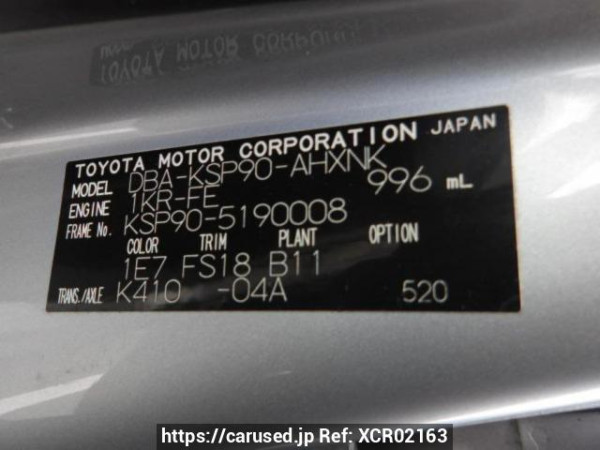 TOYOTA MOTOR CORPORATION JAPAN
MODEL DBA-KSP90-AHXNK
ENGINE 1KR-FE 996 mL
FRAME No. KSP90-5190008
COLOR TRIM PLANT OPTION
1E7 FS18 B11
TRANS./AXLE K410 -04A 520
https://carused.jp Ref: XCR02163